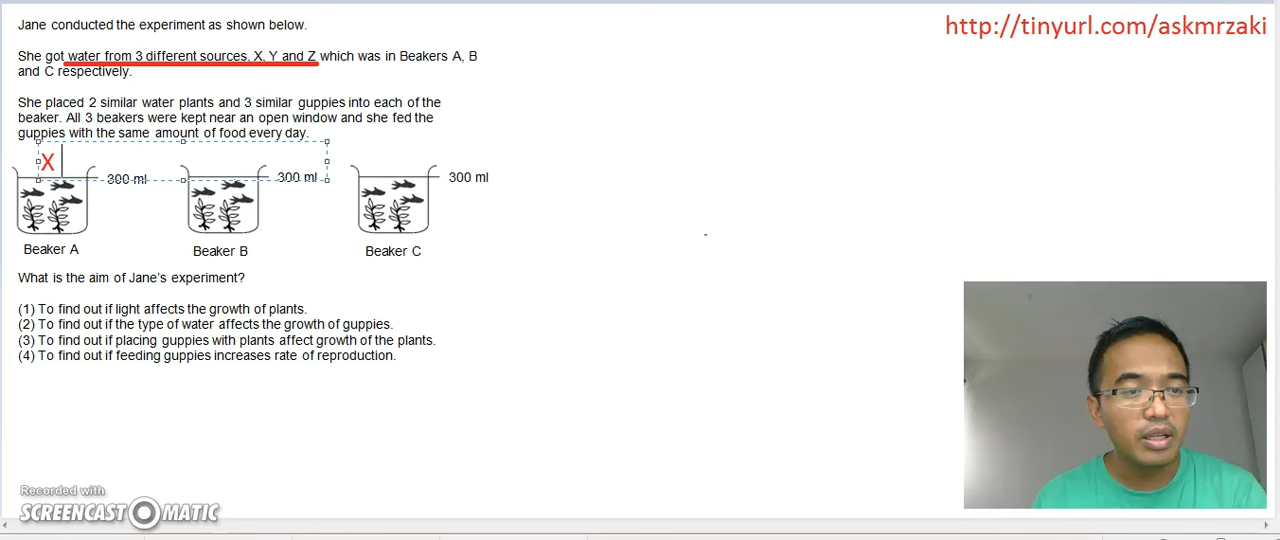 Jane conducted the experiment as shown below.
http://tinyurl.com/askmrzaki
She got water from 3 different sources, X, Y and Z which was in Beakers A, B
and C respectively.
She placed 2 similar water plants and 3 similar guppies into each of the
beaker. All 3 beakers were kept near an open window and she fed the
guppies with the same amount of food every day.
X
300 ml 300 ml 300 ml
Beaker A Beaker B Beaker C
What is the aim of Jane's experiment?
(1) To find out if light affects the growth of plants.
(2) To find out if the type of water affects the growth of guppies.
(3) To find out if placing guppies with plants affect growth of the plants.
(4) To find out if feeding guppies increases rate of reproduction.
Recorded with
SCREENCAST MATIC